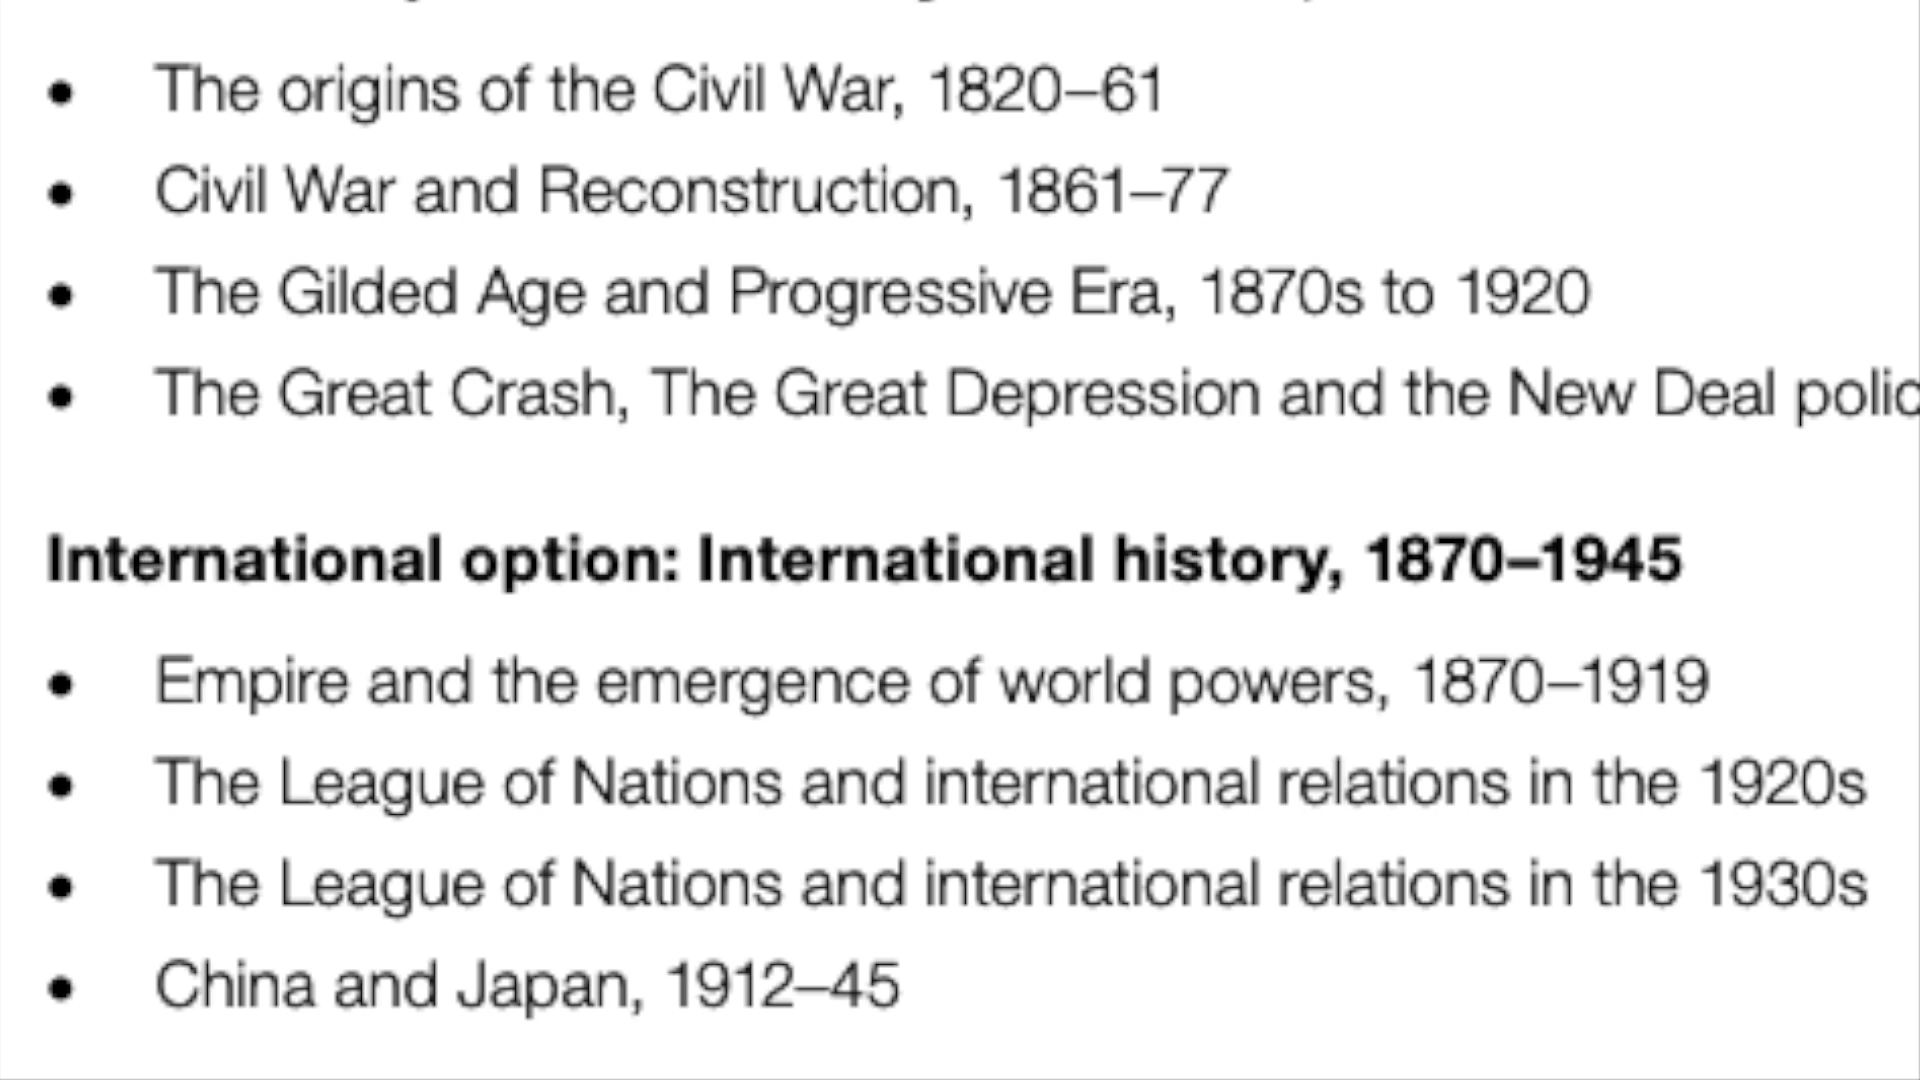 • The origins of the Civil War, 1820–61
• Civil War and Reconstruction, 1861–77
• The Gilded Age and Progressive Era, 1870s to 1920
• The Great Crash, The Great Depression and the New Deal
International option: International history, 1870–1945
• Empire and the emergence of world powers, 1870–1919
• The League of Nations and international relations in the 1920s
• The League of Nations and international relations in the 1930s
• China and Japan, 1912–45